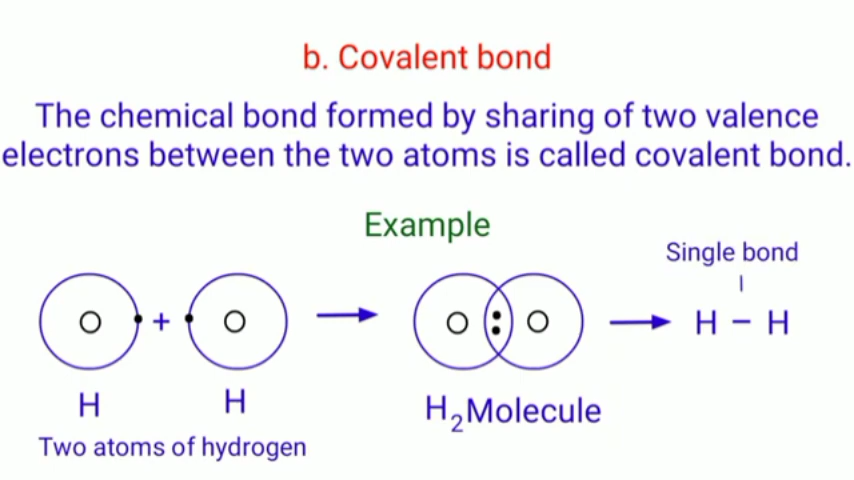 b. Covalent bond
The chemical bond formed by sharing of two valence
electrons between the two atoms is called covalent bond.
Example
Single bond
+
H – H
H H
H₂Molecule
Two atoms of hydrogen